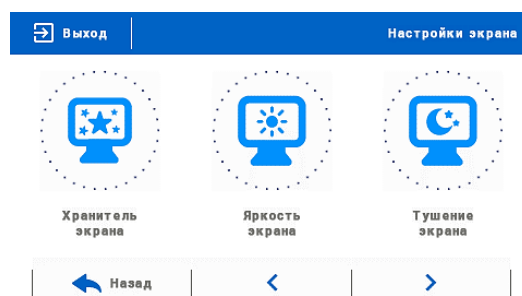 Выход
Настройки экрана
Хранитель
экрана
Яркость
экрана
Тушение
экрана
Назад